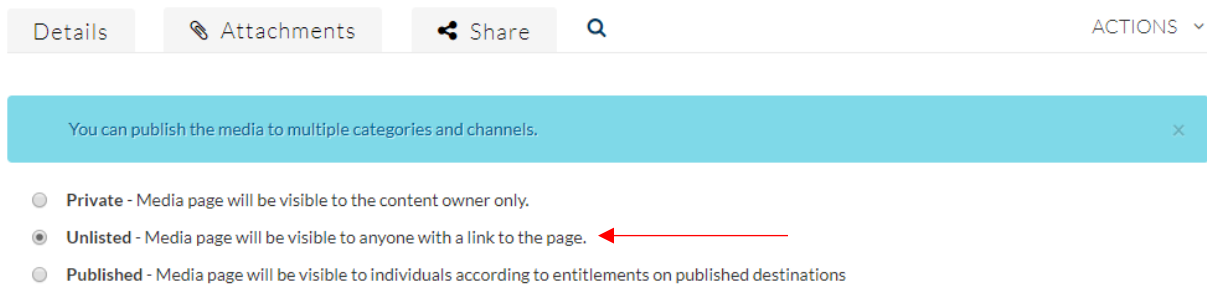 Details Attachments Share ACTIONS
You can publish the media to multiple categories and channels. ×
Private - Media page will be visible to the content owner only.
Unlisted - Media page will be visible to anyone with a link to the page.
Published - Media page will be visible to individuals according to entitlements on published destinations